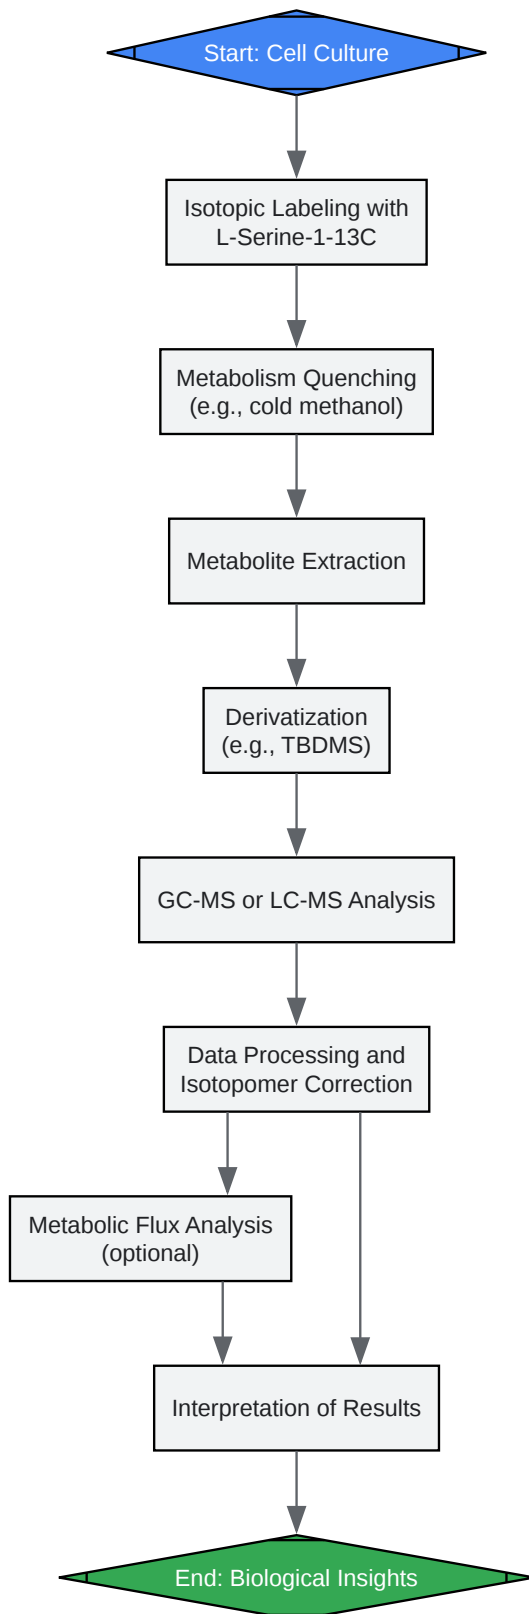 Start: Cell Culture
Isotopic Labeling with
L-Serine-1-13C
Metabolism Quenching
(e.g., cold methanol)
Metabolite Extraction
Derivatization
(e.g., TBDMS)
GC-MS or LC-MS Analysis
Data Processing and
Isotopomer Correction
Metabolic Flux Analysis
(optional)
Interpretation of Results
End: Biological Insights